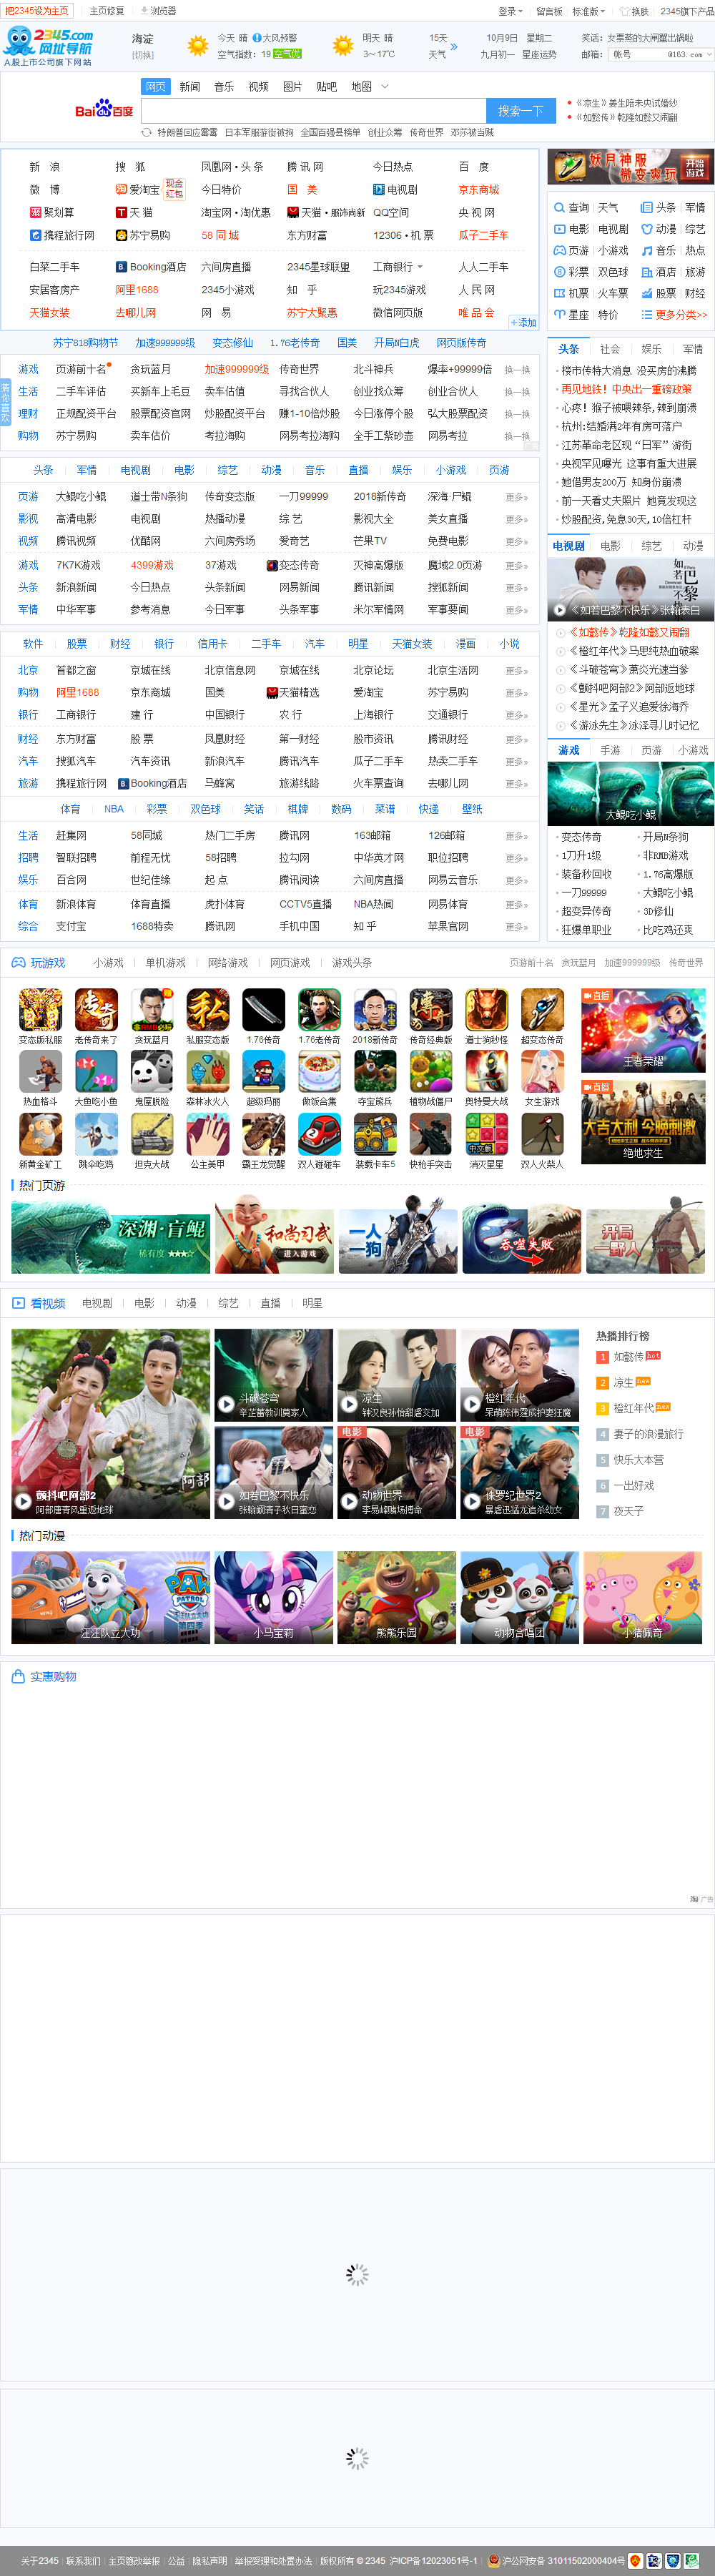 把2345设为主页 主页修复 浏览器 登录 留言板 标准版 换肤 2345旗下产品
2345.com 网址导航
A股上市公司旗下网站
海淀 [切换]
今天 晴 大风预警
空气指数: 19 空气优
明天 晴
3～17℃
15天 天气
10月9日 星期二
九月初一 星座运势
笑话: 女票蒸的大闸蟹出锅啦
邮箱: 帐号 @163.com
网页 新闻 音乐 视频 图片 贴吧 地图
Bai 百度 搜索一下
《凉生》姜生陪未央试婚纱
《如懿传》乾隆如懿又闹翻
特朗普回应霉霉 日本军服游街被拘 全国百强县榜单 创业众筹 传奇世界 邓莎被当贼
新 浪 搜 狐 凤凰网•头条 腾讯网 今日热点 百 度
微 博 爱淘宝 现金红包 今日特价 国 美 电视剧 京东商城
聚划算 天 猫 淘宝网•淘优惠 天猫•服饰尚新 QQ空间 央视网
携程旅行网 苏宁易购 58同城 东方财富 12306•机票 瓜子二手车
白菜二手车 Booking酒店 六间房直播 2345星球联盟 工商银行 人人二手车
安居客房产 阿里1688 2345小游戏 知 乎 玩2345游戏 人民网
天猫女装 去哪儿网 网 易 苏宁大聚惠 微信网页版 唯品会
+添加
妖月神服 微变爽玩 开始游戏
查询 天气 头条 军情
电影 电视剧 动漫 综艺
页游 小游戏 音乐 热点
彩票 双色球 酒店 旅游
机票 火车票 股票 财经
星座 特价 更多分类>>
苏宁818购物节 加速999999级 变态修仙 1.76老传奇 国美 开局N白虎 网页版传奇
猜你喜欢
游戏 页游前十名 贪玩蓝月 加速999999级 传奇世界 北斗神兵 爆率+99999倍 换一换
生活 二手车评估 买新车上毛豆 卖车估值 寻找合伙人 创业找众筹 创业合伙人 换一换
理财 正规配资平台 股票配资官网 炒股配资平台 赚1-10倍炒股 今日涨停个股 弘大股票配资 换一换
购物 苏宁易购 卖车估价 考拉海购 网易考拉海购 全手工紫砂壶 网易考拉 换一换
头条 社会 娱乐 军情
楼市传特大消息 没买房的沸腾
再见地铁！中央出一重磅政策
心疼！猴子被喂辣条,辣到崩溃
杭州:结婚满2年有房可落户
江苏革命老区现“日军”游街
央视罕见曝光 这事有重大进展
她借男友200万 知身份崩溃
前一天看丈夫照片 她竟发现这
炒股配资,免息30天,10倍杠杆
头条 军情 电视剧 电影 综艺 动漫 音乐 直播 娱乐 小游戏 页游
页游 大鲲吃小鲲 道士带N条狗 传奇变态版 一刀99999 2018新传奇 深海·尸鲲 更多»
影视 高清电影 电视剧 热播动漫 综 艺 影视大全 美女直播 更多»
视频 腾讯视频 优酷网 六间房秀场 爱奇艺 芒果TV 免费电影 更多»
游戏 7K7K游戏 4399游戏 37游戏 变态传奇 灭神高爆版 魔域2.0页游 更多»
头条 新浪新闻 今日热点 头条新闻 网易新闻 腾讯新闻 搜狐新闻 更多»
军情 中华军事 参考消息 今日军事 头条军事 米尔军情网 军事要闻 更多»
电视剧 电影 综艺 动漫
如若巴黎不快乐
《如若巴黎不快乐》张翰表白
《如懿传》乾隆如懿又闹翻
《橙红年代》马思纯热血破案
《斗破苍穹》萧炎光速当爹
《颤抖吧阿部2》阿部返地球
《星光》孟子义追爱徐海乔
《游泳先生》泳泽寻儿时记忆
软件 股票 财经 银行 信用卡 二手车 汽车 明星 天猫女装 漫画 小说
北京 首都之窗 京城在线 北京信息网 京城在线 北京论坛 北京生活网 更多»
购物 阿里1688 京东商城 国美 天猫精选 爱淘宝 苏宁易购 更多»
银行 工商银行 建 行 中国银行 农 行 上海银行 交通银行 更多»
财经 东方财富 股 票 凤凰财经 第一财经 股市资讯 腾讯财经 更多»
汽车 搜狐汽车 汽车资讯 新浪汽车 腾讯汽车 瓜子二手车 热卖二手车 更多»
旅游 携程旅行网 Booking酒店 马蜂窝 旅游线路 火车票查询 去哪儿网 更多»
游戏 手游 页游 小游戏
大鲲吃小鲲
变态传奇 开局N条狗
1刀升1级 非RMB游戏
装备秒回收 1.76高爆版
一刀99999 大鲲吃小鲲
超变异传奇 3D修仙
狂爆单职业 比吃鸡还爽
体育 NBA 彩票 双色球 笑话 棋牌 数码 菜谱 快递 壁纸
生活 赶集网 58同城 热门二手房 腾讯网 163邮箱 126邮箱 更多»
招聘 智联招聘 前程无忧 58招聘 拉勾网 中华英才网 职位招聘 更多»
娱乐 百合网 世纪佳缘 起 点 腾讯阅读 六间房直播 网易云音乐 更多»
体育 新浪体育 体育直播 虎扑体育 CCTV5直播 NBA热闻 网易体育 更多»
综合 支付宝 1688特卖 腾讯网 手机中国 知 乎 苹果官网 更多»
玩游戏 小游戏 单机游戏 网络游戏 网页游戏 游戏头条 页游前十名 贪玩蓝月 加速999999级 传奇世界
变态版私服 老传奇来了 贪玩蓝月 私服变态版 1.76传奇 1.76老传奇 2018新传奇 传奇经典版 道士狗秒怪 超变态传奇
热血格斗 大鱼吃小鱼 鬼屋脱险 森林冰火人 超级玛丽 做饭合集 夺宝熊兵 植物战僵尸 奥特曼大战 女生游戏
新黄金矿工 跳伞吃鸡 坦克大战 公主美甲 霸王龙觉醒 双人碰碰车 装载卡车5 快枪手突击 消灭星星 双人火柴人
直播 王者荣耀
直播 大吉大利 今晚刺激 绝地求生
热门页游
深渊·盲鲲 稀有度 ★★★☆
和尚习武 进入游戏
一人一狗
吞噬失败
开局一野人
看视频 电视剧 电影 动漫 综艺 直播 明星
颤抖吧阿部2
阿部唐青风重返地球
斗破苍穹
辛芷蕾教训莫家人
凉生
钟汉良孙怡甜虐交加
橙红年代
呆萌陈伟霆成护妻狂魔
如若巴黎不快乐
张翰阚清子秋日蜜恋
电影 动物世界
李易峰赌场搏命
电影 侏罗纪世界2
暴虐迅猛龙追杀幼女
热播排行榜
1 如懿传 hot
2 凉生 new
3 橙红年代 new
4 妻子的浪漫旅行
5 快乐大本营
6 一出好戏
7 夜天子
热门动漫
汪汪队立大功 小马宝莉 熊熊乐园 动物合唱团 小猪佩奇
实惠购物
淘 广告
关于2345 联系我们 主页篡改举报 公益 隐私声明 举报受理和处置办法 版权所有©2345 沪ICP备12023051号-1 沪公网安备 31011502000404号